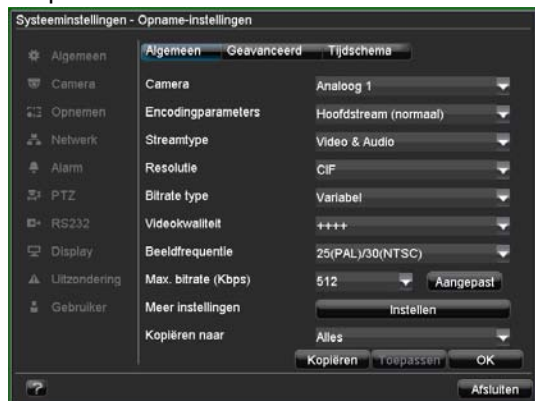 Systeeminstellingen - Opname-instellingen
Algemeen Geavanceerd Tijdschema
Algemeen
Camera
Opnemen
Netwerk
Alarm
PTZ
RS232
Display
Uitzondering
Gebruiker
Camera Analoog 1
Encodingparameters Hoofdstream (normaal)
Streamtype Video & Audio
Resolutie CIF
Bitrate type Variabel
Videokwaliteit ++++
Beeldfrequentie 25(PAL)/30(NTSC)
Max. bitrate (Kbps) 512 Aangepast
Meer instellingen Instellen
Kopiëren naar Alles
Kopiëren Toepassen OK
? Afsluiten